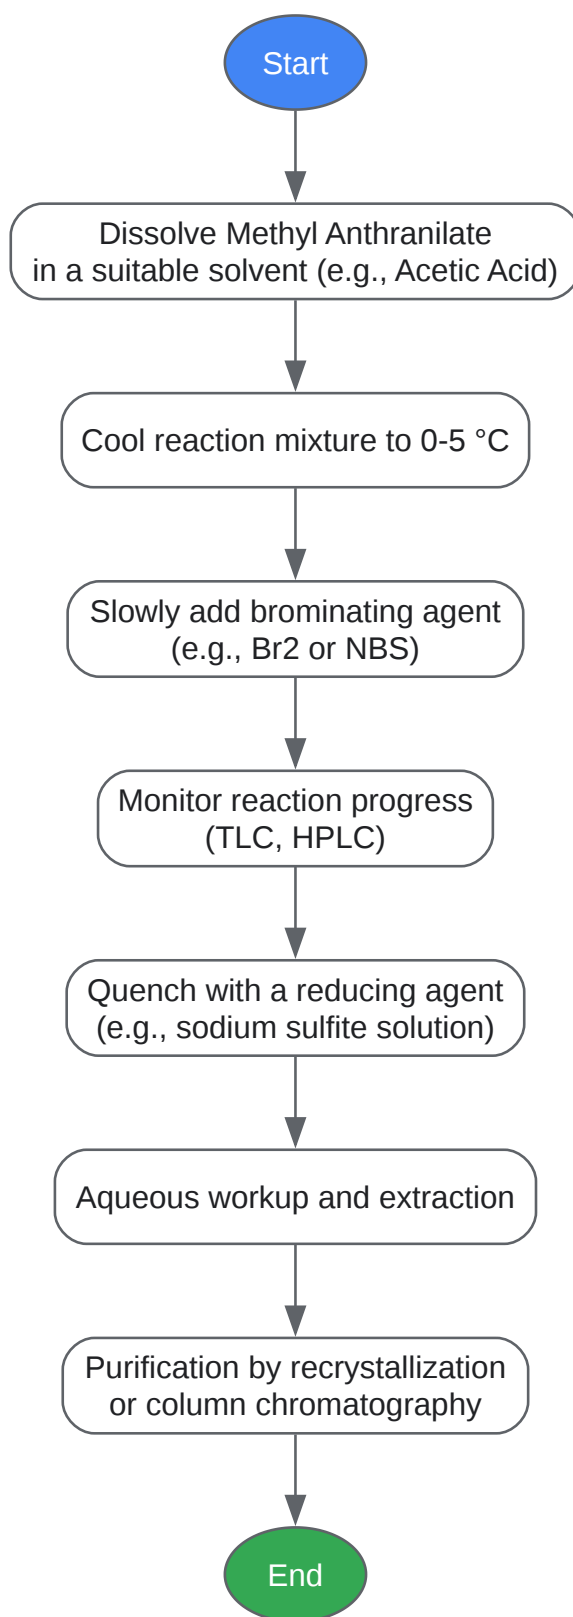 Start
Dissolve Methyl Anthranilate
in a suitable solvent (e.g., Acetic Acid)
Cool reaction mixture to 0-5 °C
Slowly add brominating agent
(e.g., Br2 or NBS)
Monitor reaction progress
(TLC, HPLC)
Quench with a reducing agent
(e.g., sodium sulfite solution)
Aqueous workup and extraction
Purification by recrystallization
or column chromatography
End